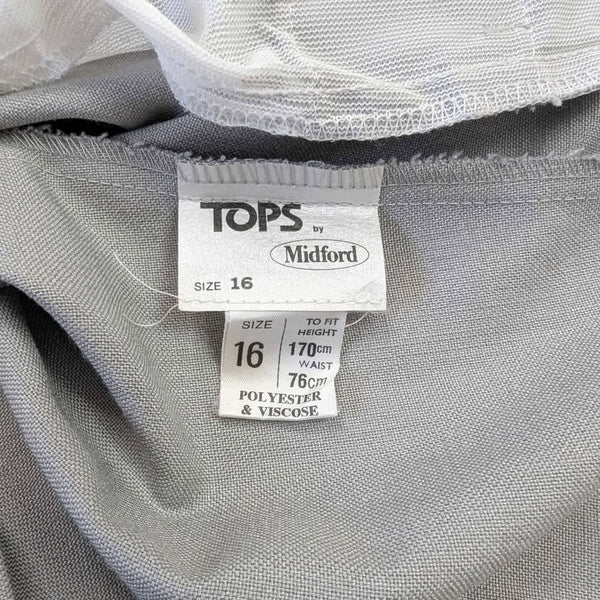 TOPS by
Midford
SIZE 16
SIZE
16
TO FIT
HEIGHT
170cm
WAIST
76cm
POLYESTER
& VISCOSE